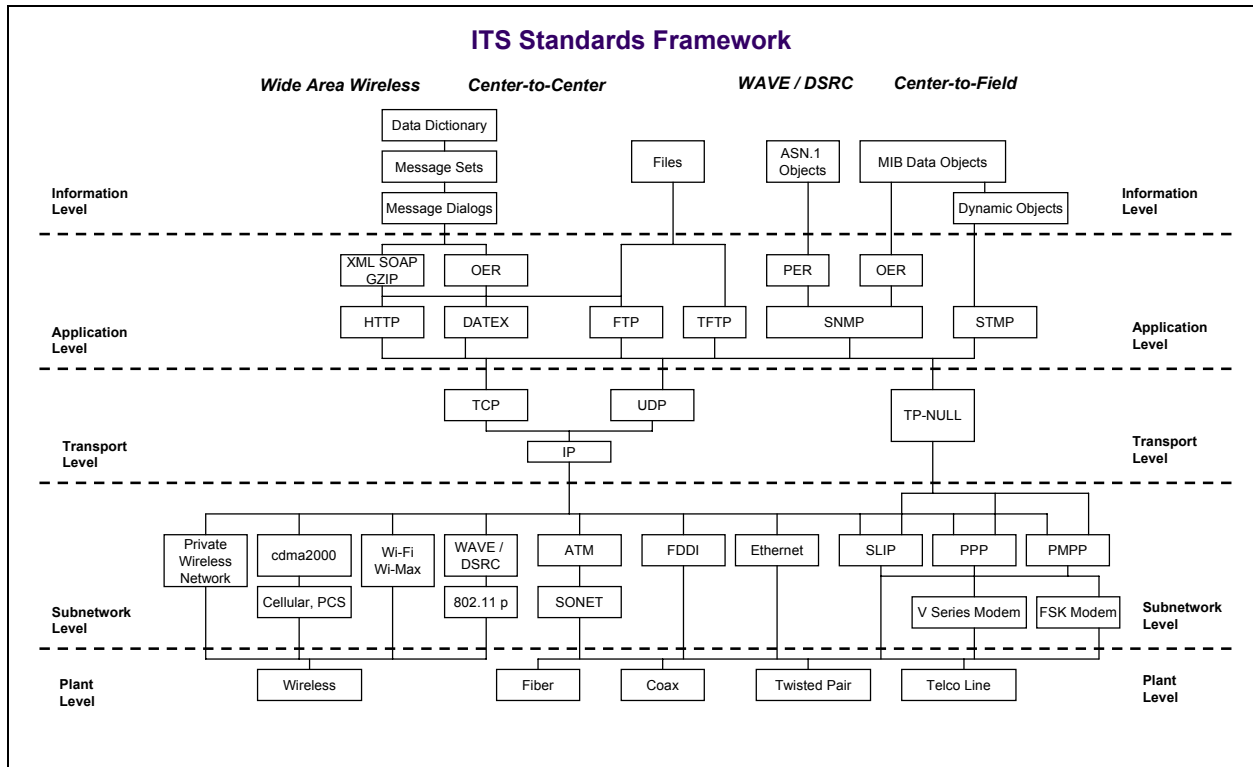 ITS Standards Framework
Wide Area Wireless
Center-to-Center
WAVE / DSRC
Center-to-Field
Data Dictionary
Message Sets
Files
ASN.1
Objects
MIB Data Objects
Information
Level
Message Dialogs
Dynamic Objects
Information
Level
XML SOAP
GZIP
OER
PER
OER
Application
Level
HTTP
DATEX
FTP
TFTP
SNMP
STMP
Application
Level
TCP
UDP
TP-NULL
Transport
Level
IP
Transport
Level
Private
Wireless
Network
cdma2000
Wi-Fi
Wi-Max
WAVE /
DSRC
ATM
FDDI
Ethernet
SLIP
PPP
PMPP
Subnetwork
Level
Cellular, PCS
802.11 p
SONET
V Series Modem
FSK Modem
Subnetwork
Level
Plant
Level
Wireless
Fiber
Coax
Twisted Pair
Telco Line
Plant
Level